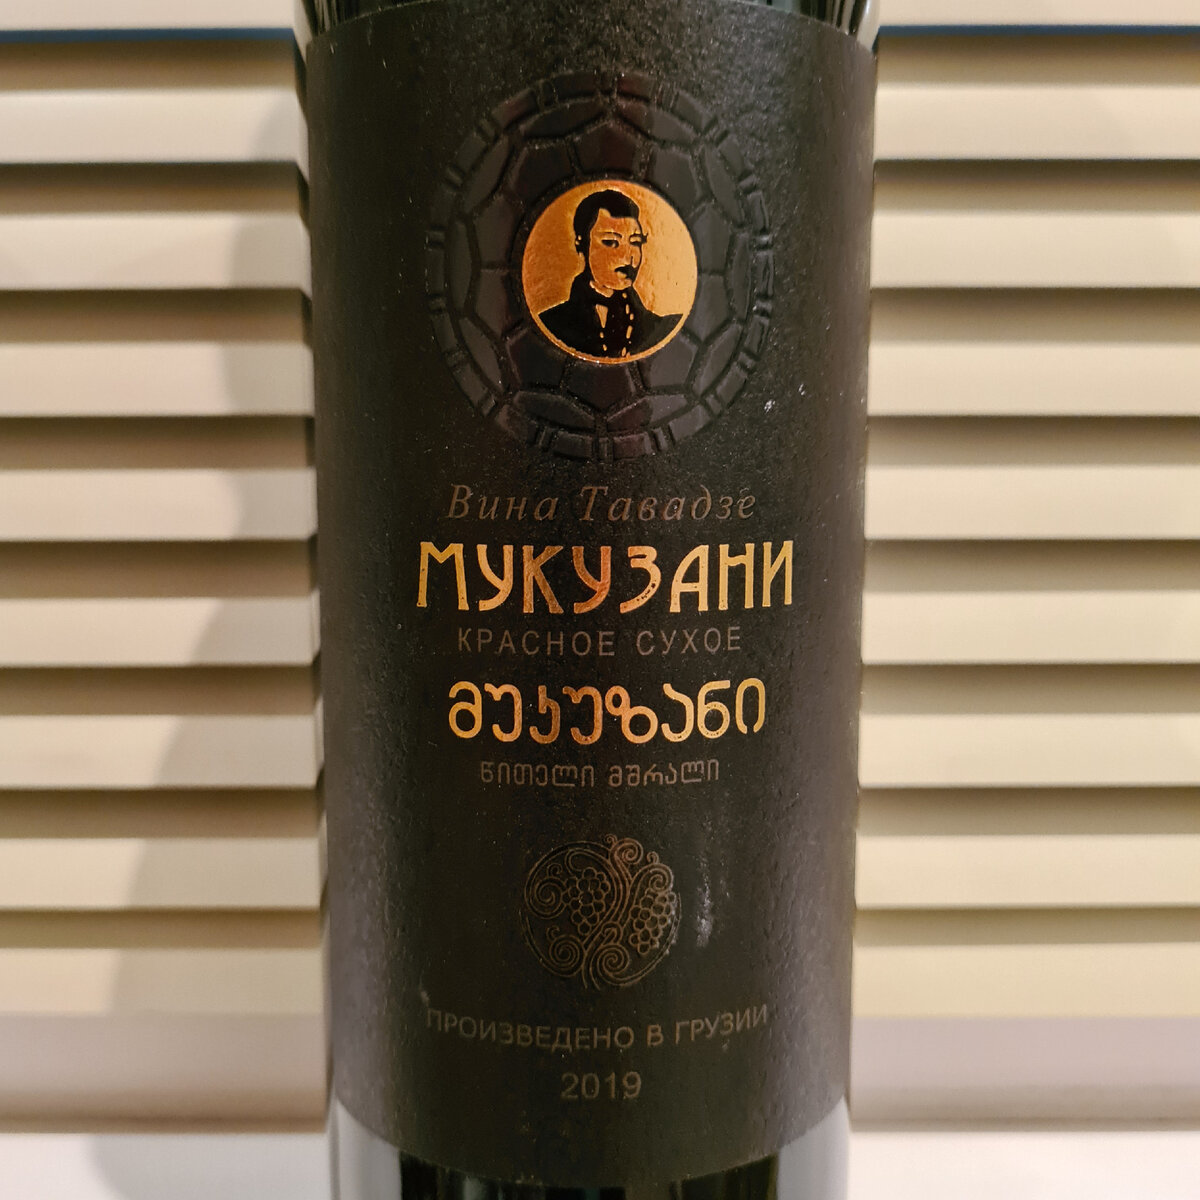 Вина Тавадзе
МУКУЗАНИ
КРАСНОЕ СУХОЕ
მუკუზანი
წითელი მშრალი
ПРОИЗВЕДЕНО В ГРУЗИИ
2019